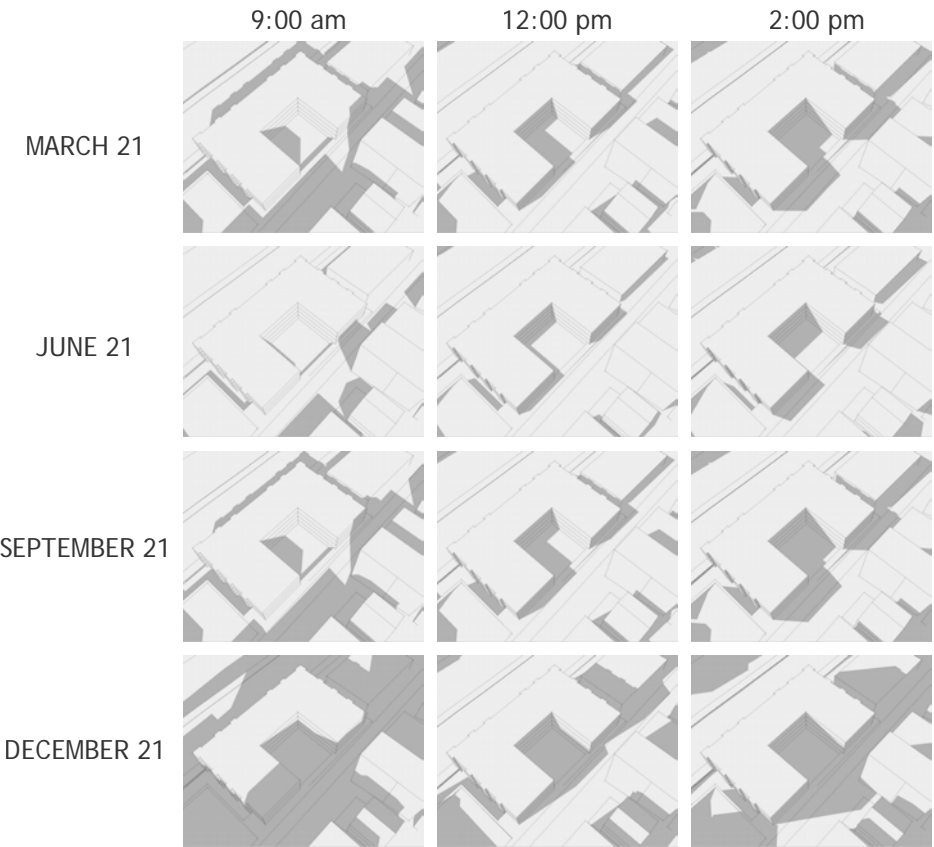 9:00 am 12:00 pm 2:00 pm
MARCH 21
JUNE 21
SEPTEMBER 21
DECEMBER 21